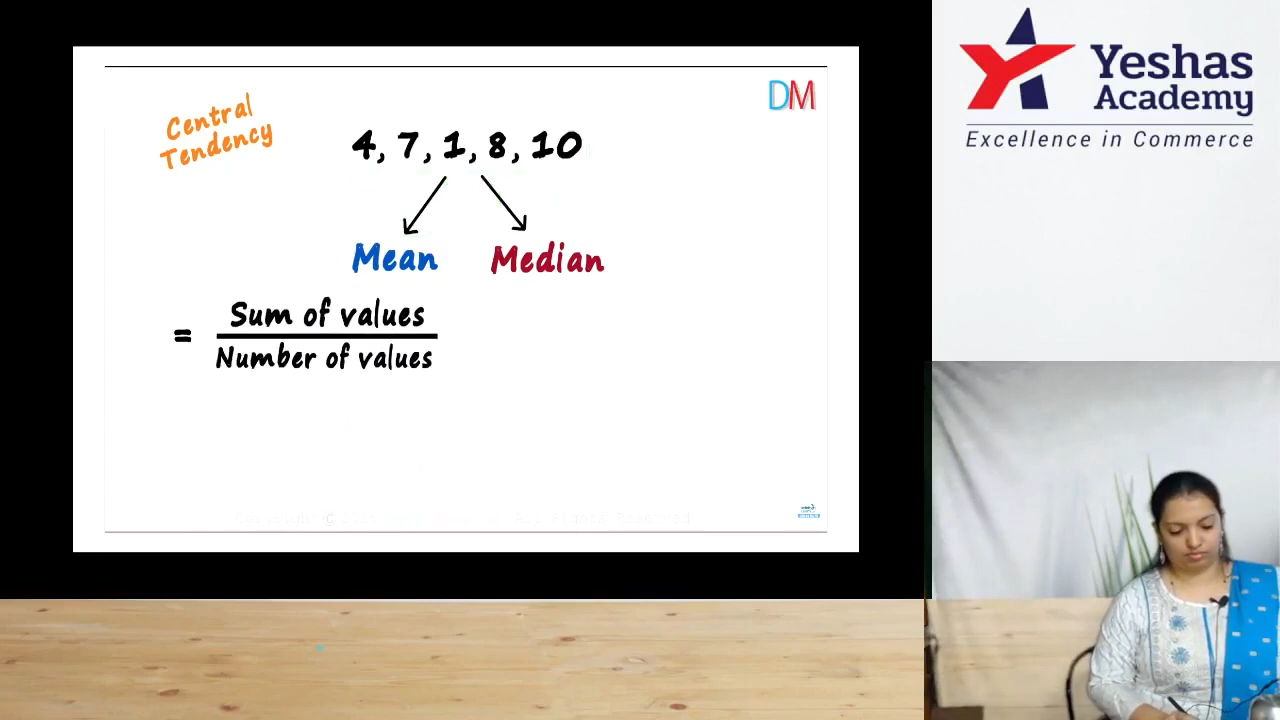 Central
Tendency
DM
4, 7, 1, 8, 10
Mean
Median
= Sum of values
Number of values
Yeshas
Academy
Excellence in Commerce